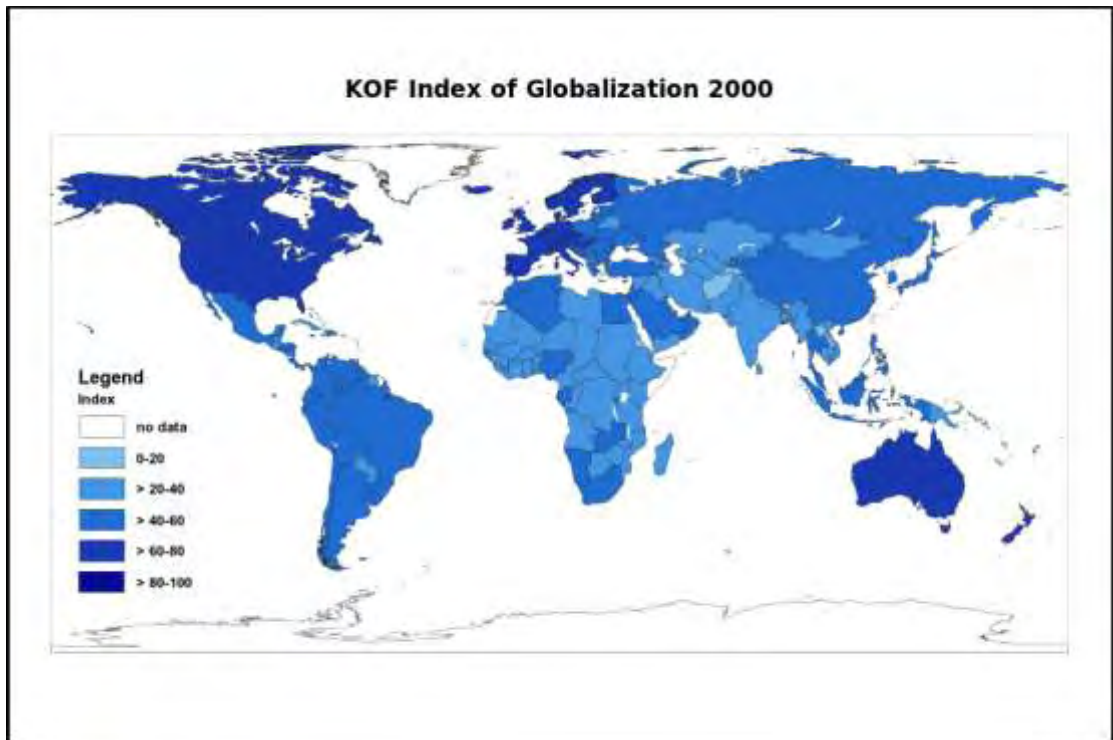 KOF Index of Globalization 2000
Legend
Index
no data
0-20
> 20-40
> 40-60
> 60-80
> 80-100